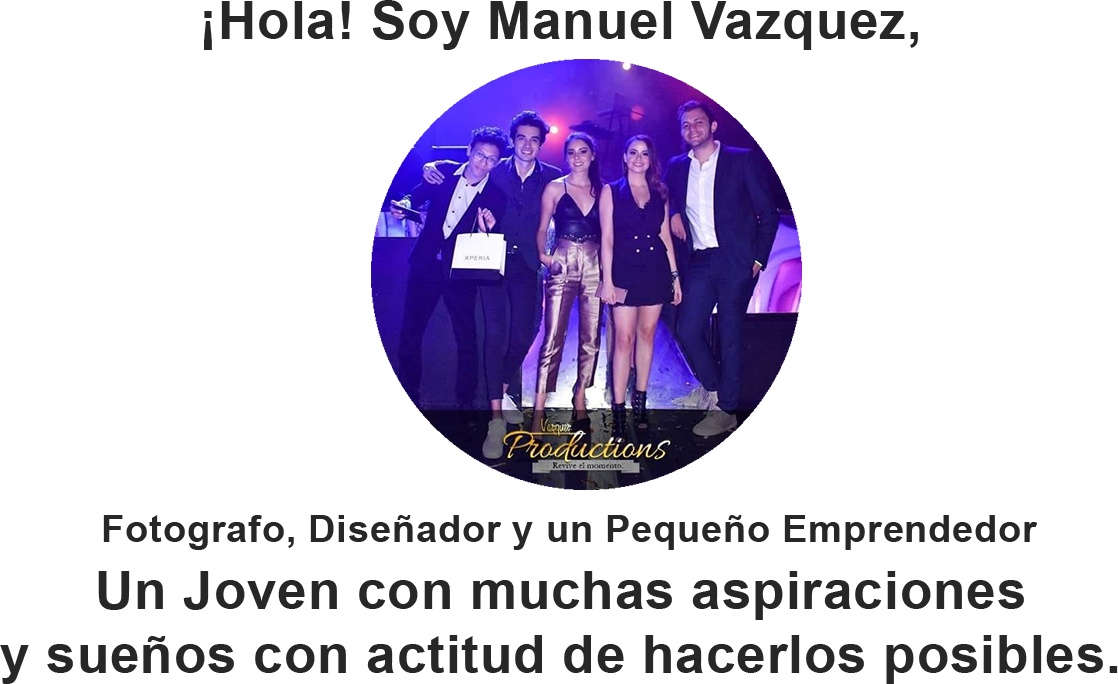 ¡Hola! Soy Manuel Vazquez,
XPERIA
Vazquez
Productions
Revive el momento.
Fotografo, Diseñador y un Pequeño Emprendedor
Un Joven con muchas aspiraciones
y sueños con actitud de hacerlos posibles.